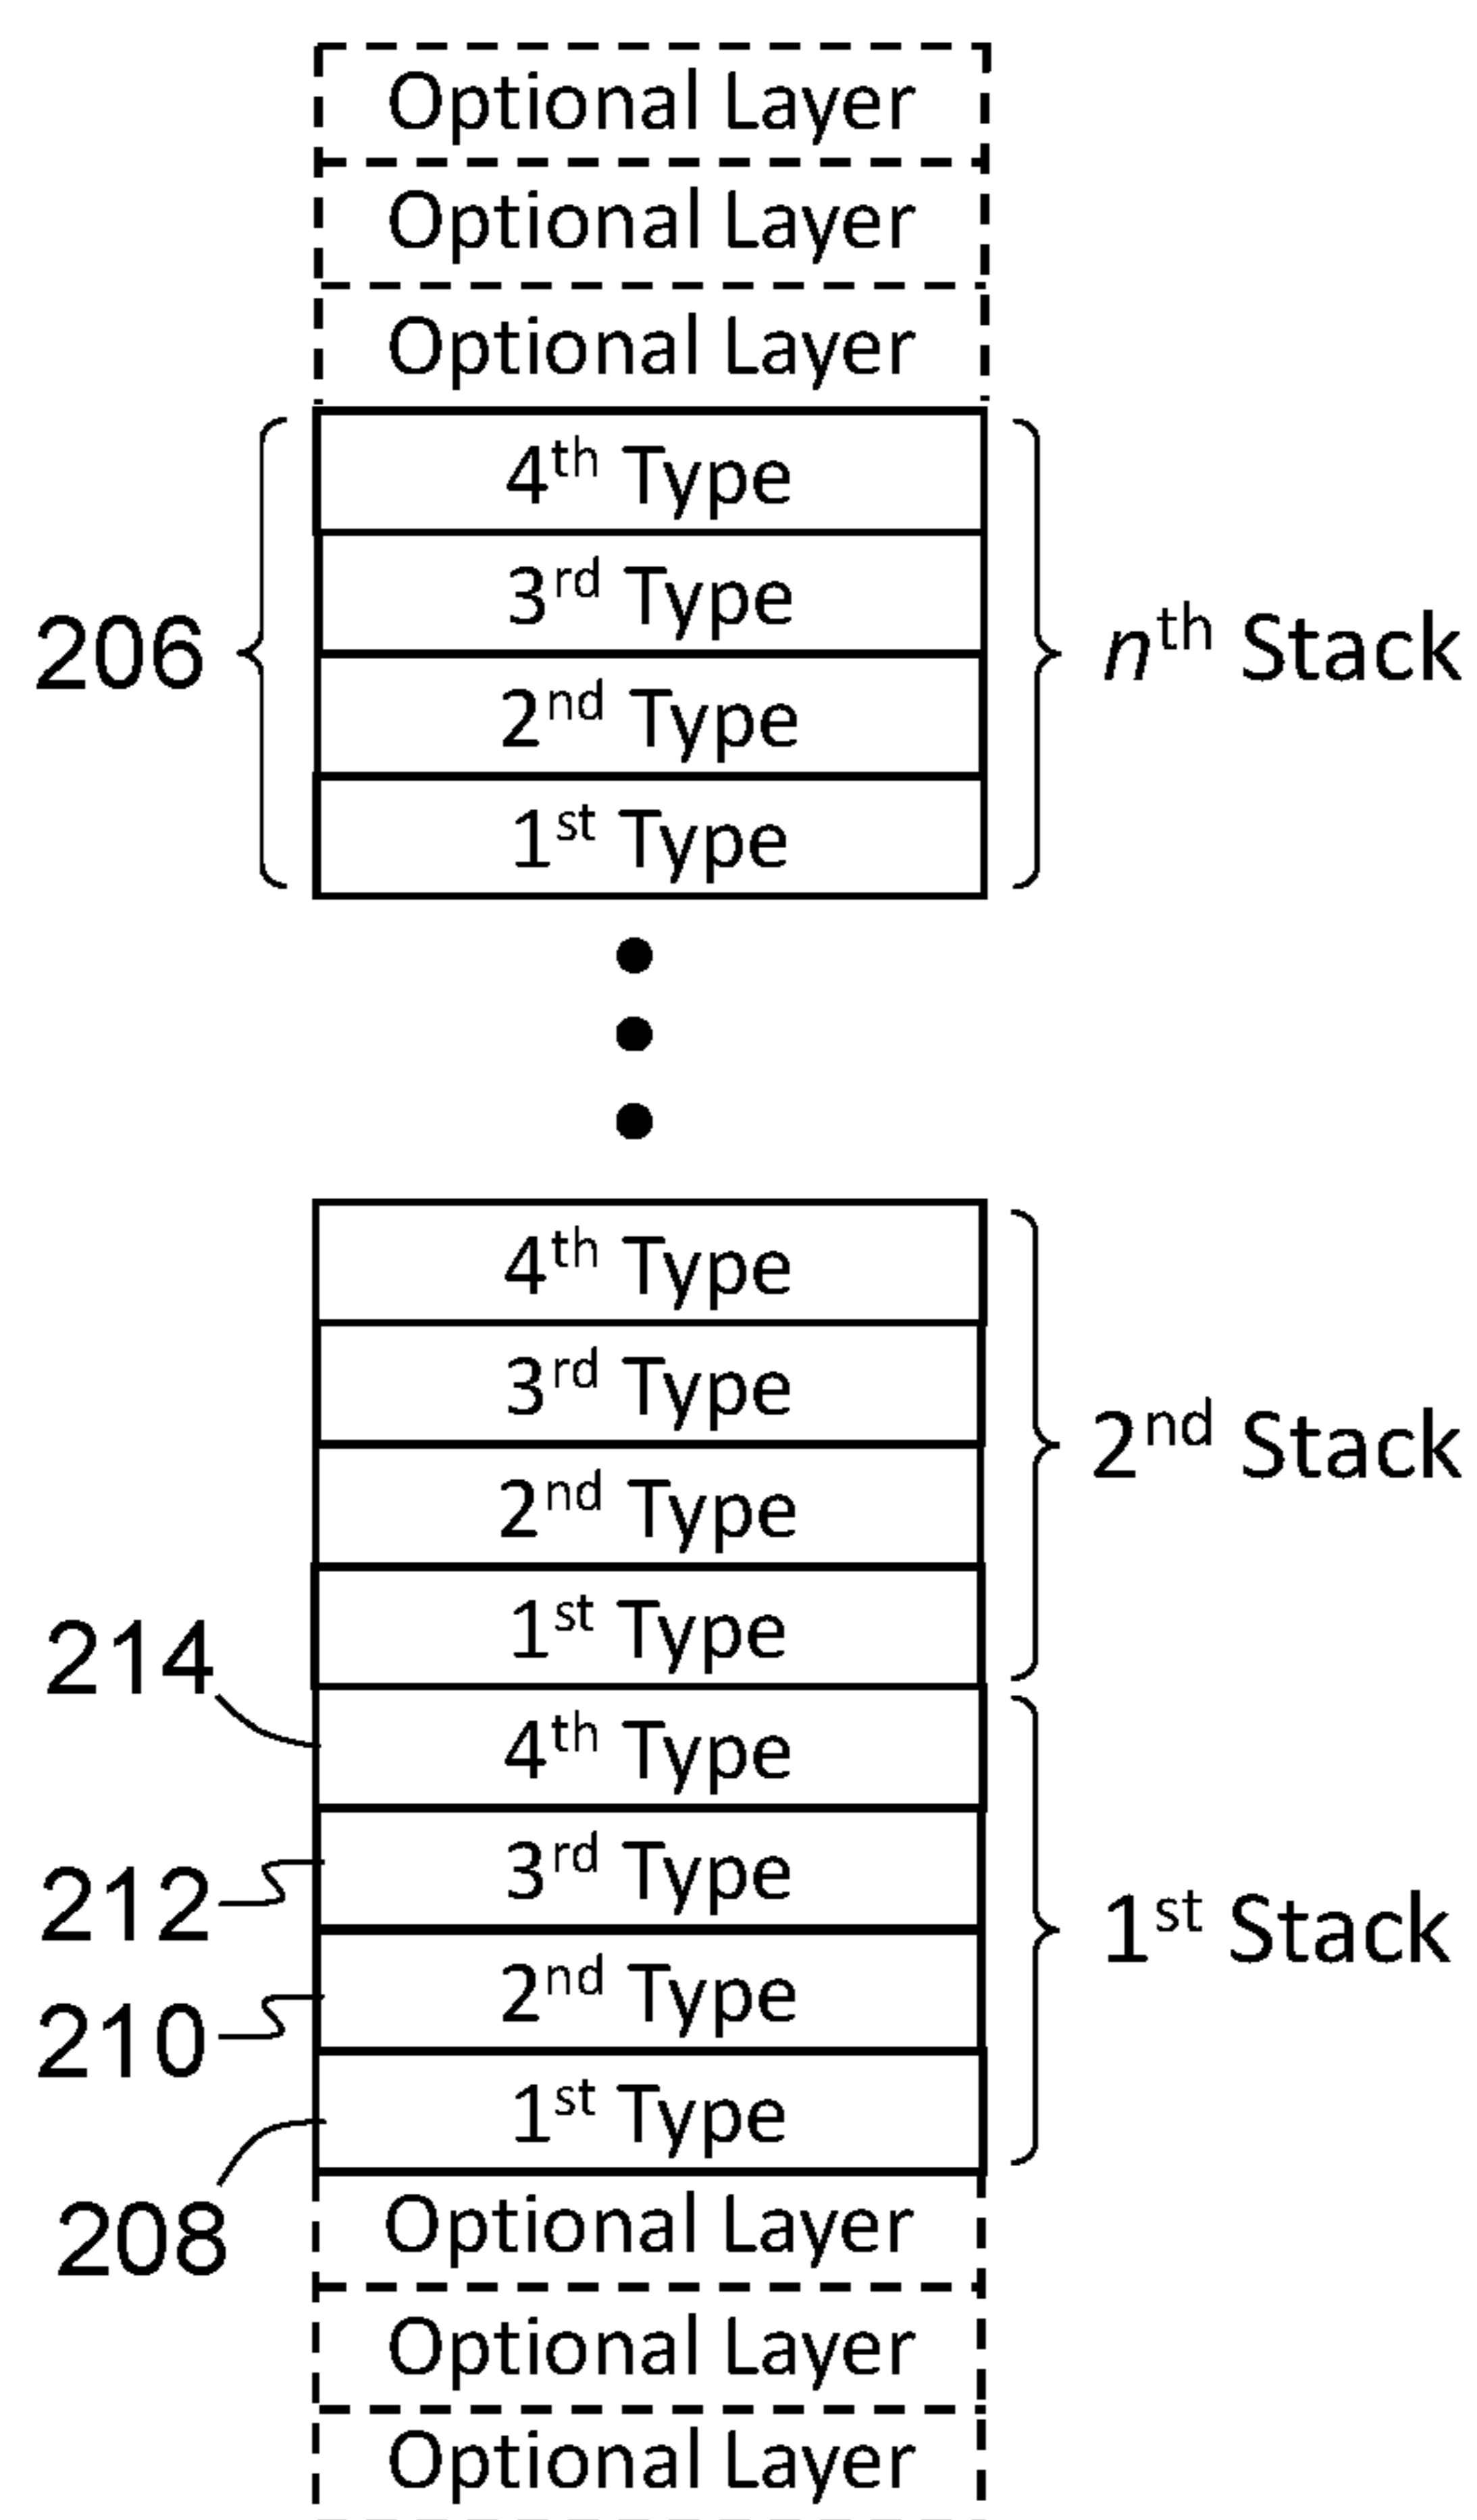 Optional Layer
Optional Layer
Optional Layer
4th Type
3rd Type
206
nth Stack
2nd Type
1st Type
4th Type
3rd Type
2nd Stack
2nd Type
1st Type
214
4th Type
3rd Type
212
1st Stack
2nd Type
210
1st Type
208
Optional Layer
Optional Layer
Optional Layer